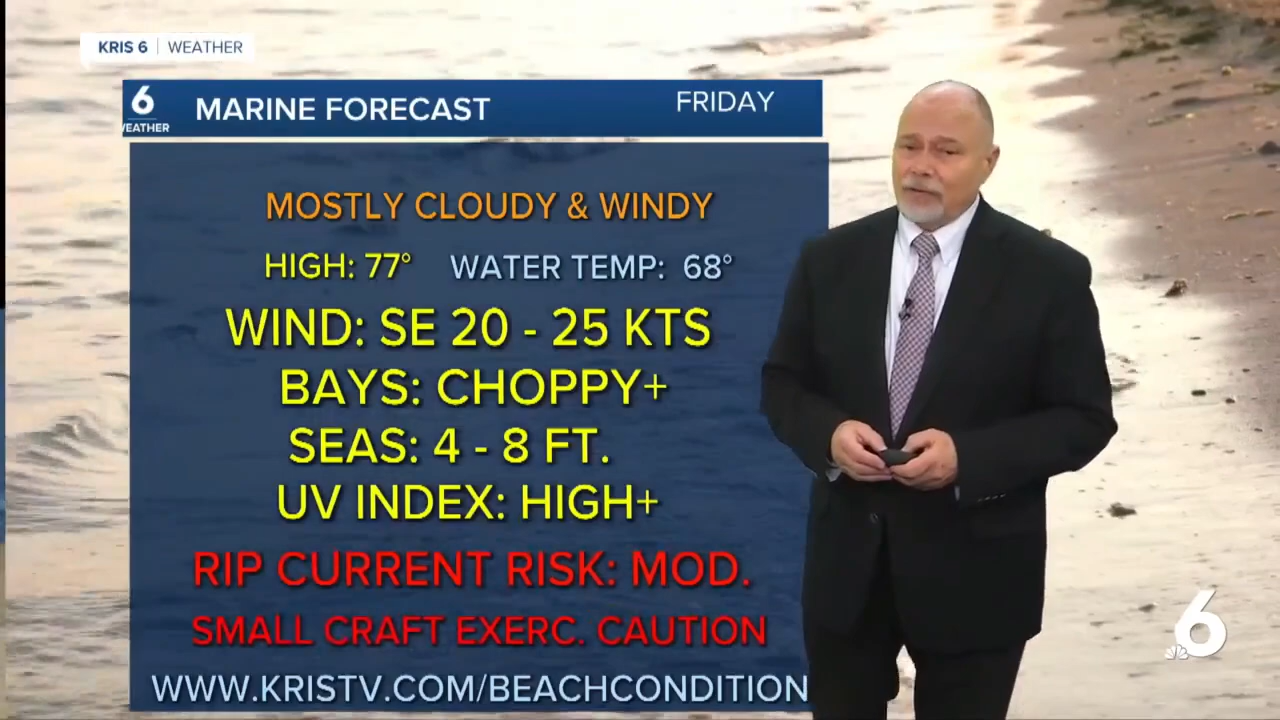 KRIS 6 | WEATHER
6
WEATHER
MARINE FORECAST
FRIDAY
MOSTLY CLOUDY & WINDY
HIGH: 77° WATER TEMP: 68°
WIND: SE 20 - 25 KTS
BAYS: CHOPPY+
SEAS: 4 - 8 FT.
UV INDEX: HIGH+
RIP CURRENT RISK: MOD.
SMALL CRAFT EXERC. CAUTION
WWW.KRISTV.COM/BEACHCONDITION
6